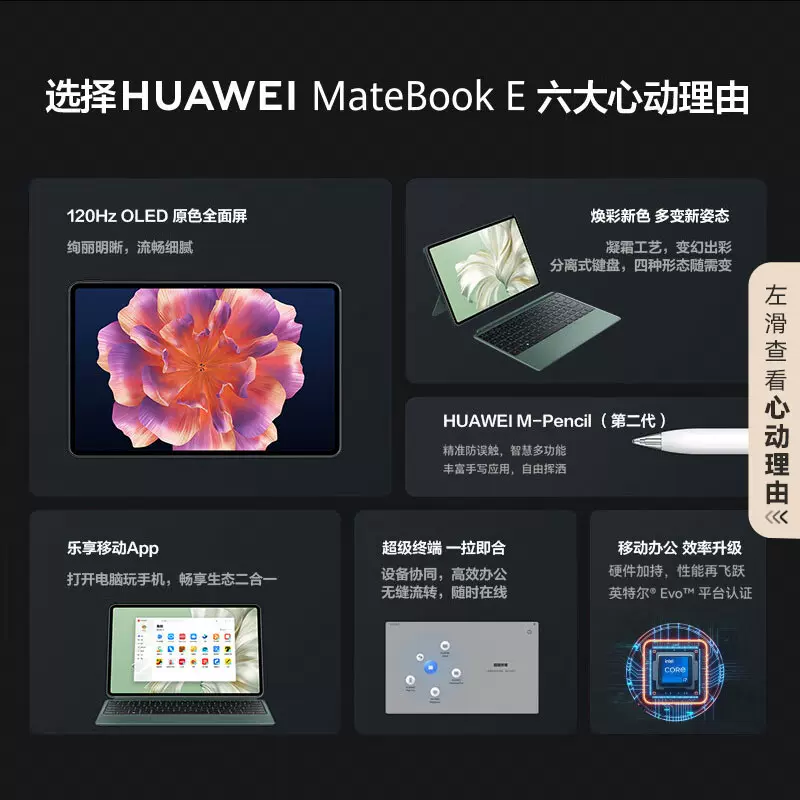 选择HUAWEI MateBook E 六大心动理由
120Hz OLED 原色全面屏
绚丽明晰，流畅细腻
焕彩新色 多变新姿态
凝霜工艺，变幻出彩
分离式键盘，四种形态随需变
HUAWEI M-Pencil（第二代）
精准防误触，智慧多功能
丰富手写应用，自由挥洒
左滑查看心动理由
乐享移动App
打开电脑玩手机，畅享生态二合一
超级终端 一拉即合
设备协同，高效办公
无缝流转，随时在线
超级终端
移动办公 效率升级
硬件加持，性能再飞跃
英特尔® Evo™ 平台认证
intel
CORE
i7